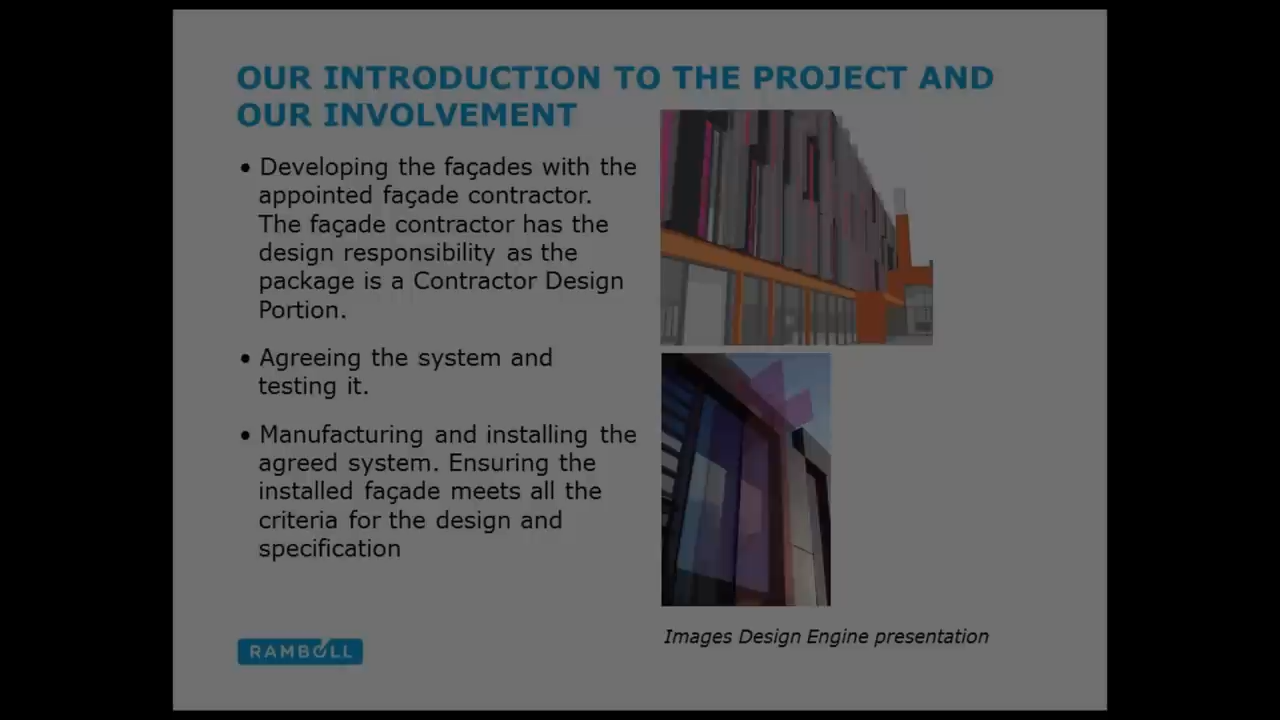 OUR INTRODUCTION TO THE PROJECT AND
OUR INVOLVEMENT
• Developing the façades with the
appointed façade contractor.
The façade contractor has the
design responsibility as the
package is a Contractor Design
Portion.
• Agreeing the system and
testing it.
• Manufacturing and installing the
agreed system. Ensuring the
installed façade meets all the
criteria for the design and
specification
Images Design Engine presentation
RAMBOLL